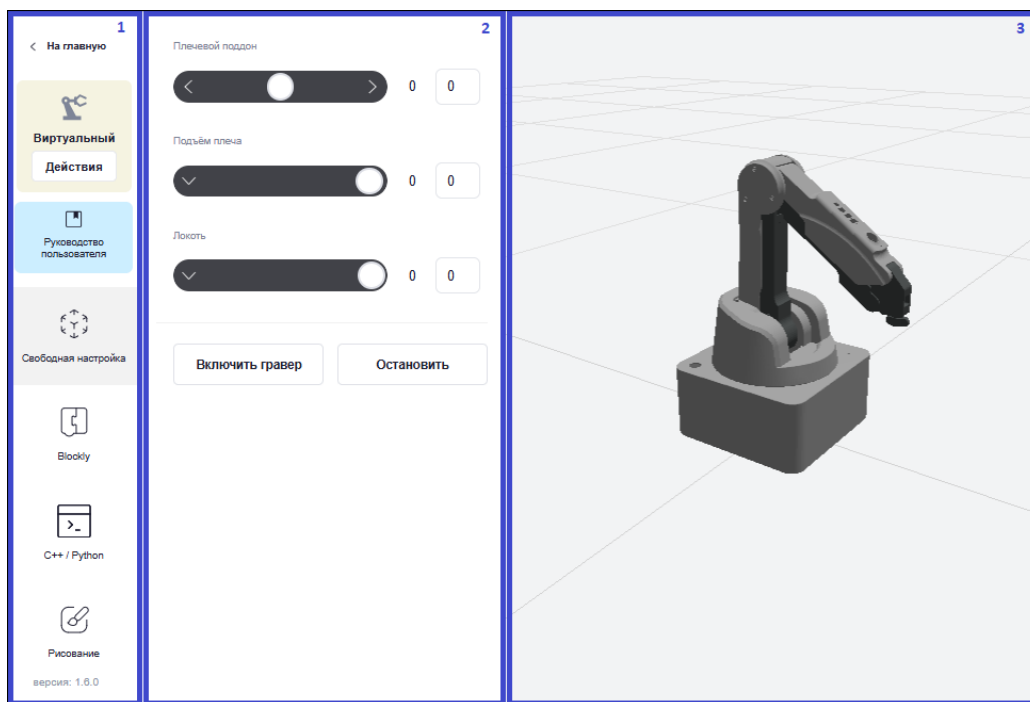 1
На главную
Виртуальный
Действия
Руководство
пользователя
Свободная настройка
Blockly
C++ / Python
Рисование
версия: 1.6.0
2
Плечевой поддон
0 0
Подъём плеча
0 0
Локоть
0 0
Включить гравер Остановить
3